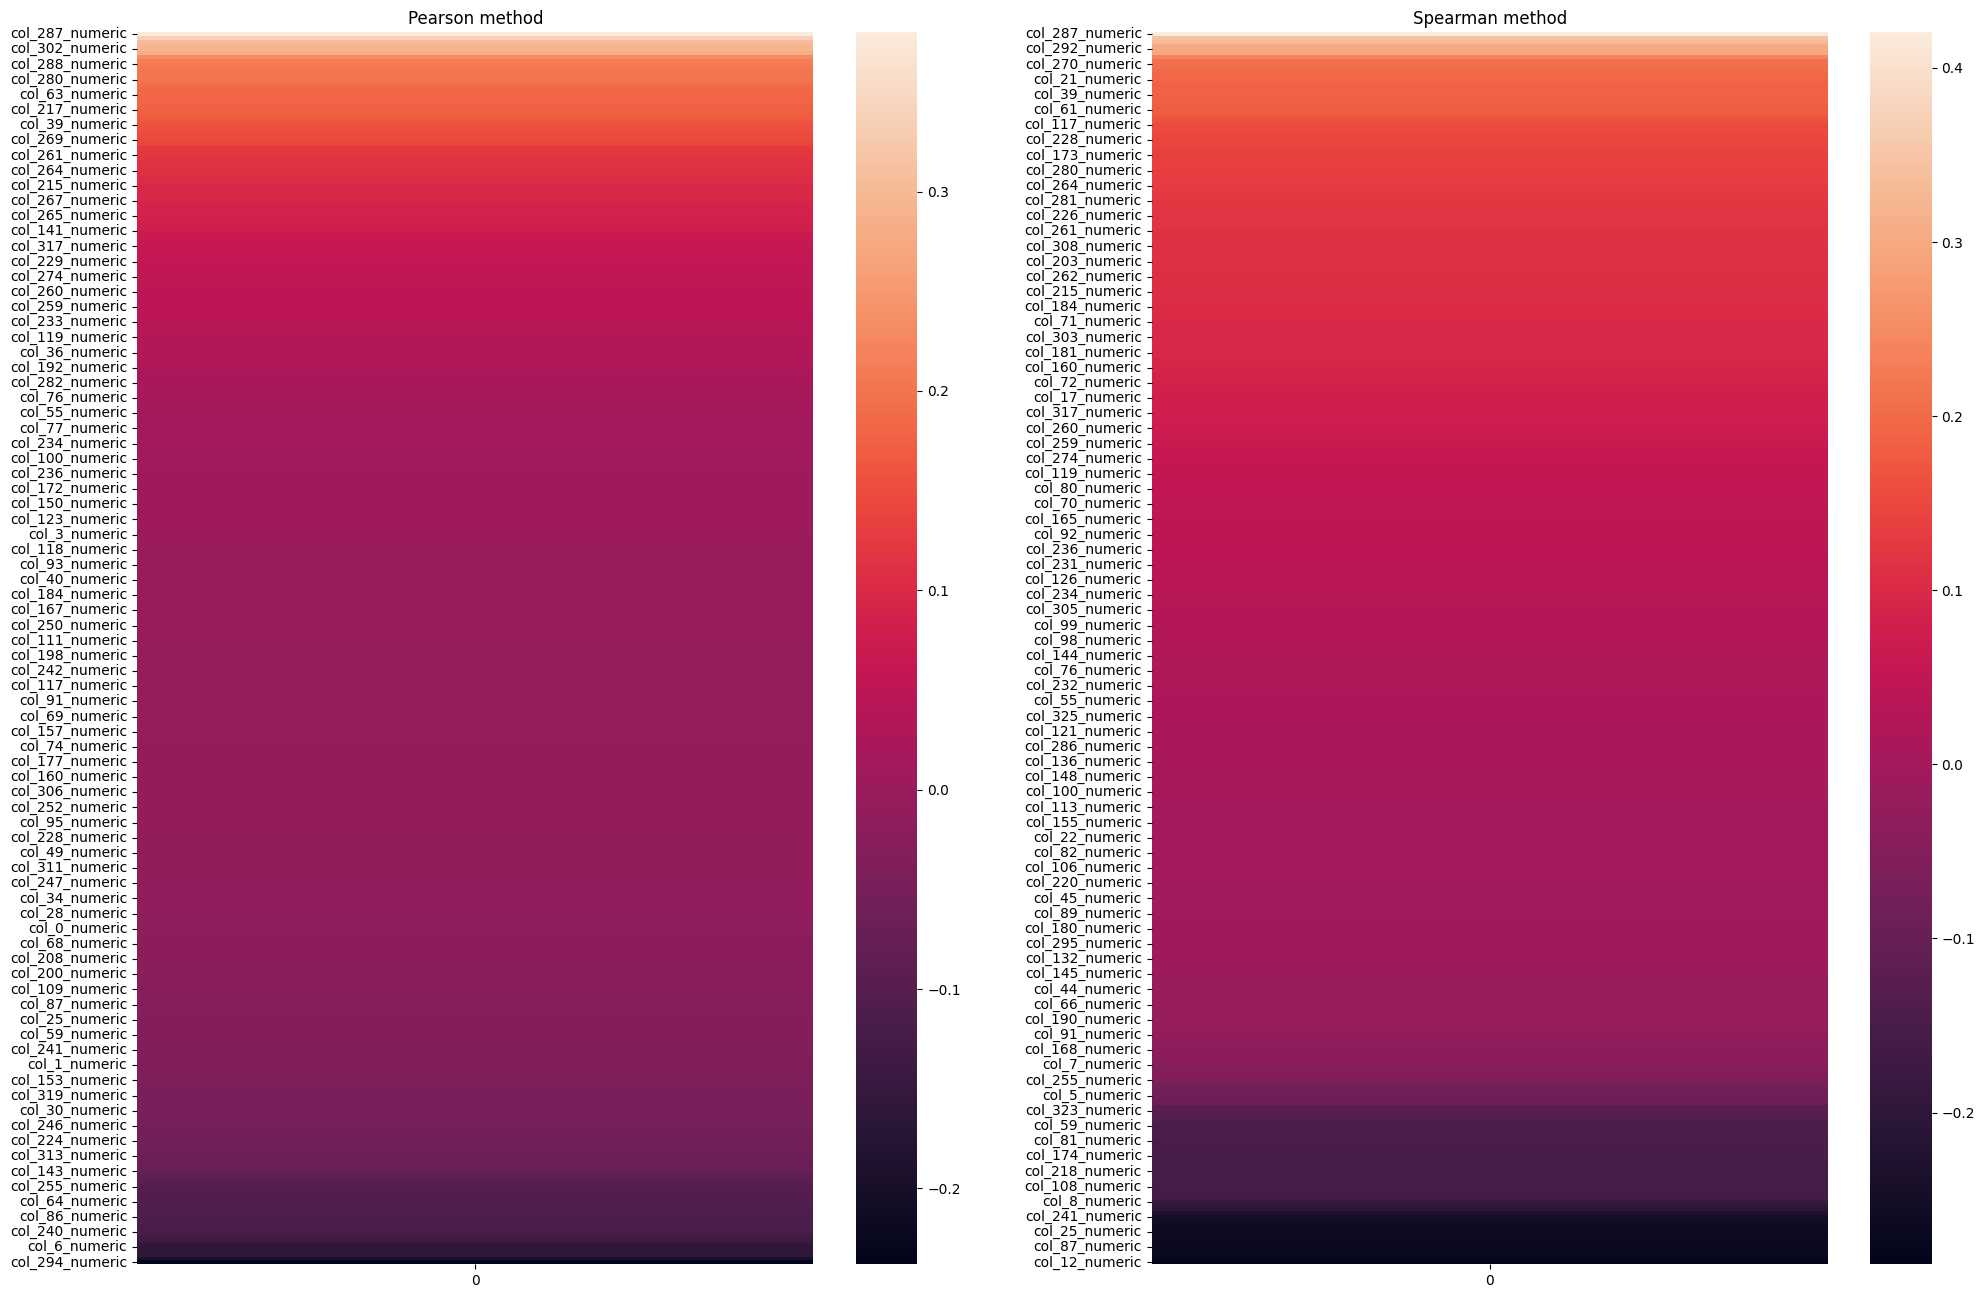 Pearson method
col_287_numeric
col_302_numeric
col_288_numeric
col_280_numeric
col_63_numeric
col_217_numeric
col_39_numeric
col_269_numeric
col_261_numeric
col_264_numeric
col_215_numeric
col_267_numeric
col_265_numeric
col_141_numeric
col_317_numeric
col_229_numeric
col_274_numeric
col_260_numeric
col_259_numeric
col_233_numeric
col_119_numeric
col_36_numeric
col_192_numeric
col_282_numeric
col_76_numeric
col_55_numeric
col_77_numeric
col_234_numeric
col_100_numeric
col_236_numeric
col_172_numeric
col_150_numeric
col_123_numeric
col_3_numeric
col_118_numeric
col_93_numeric
col_40_numeric
col_184_numeric
col_167_numeric
col_250_numeric
col_111_numeric
col_198_numeric
col_242_numeric
col_117_numeric
col_91_numeric
col_69_numeric
col_157_numeric
col_74_numeric
col_177_numeric
col_160_numeric
col_306_numeric
col_252_numeric
col_95_numeric
col_228_numeric
col_49_numeric
col_311_numeric
col_247_numeric
col_34_numeric
col_28_numeric
col_0_numeric
col_68_numeric
col_208_numeric
col_200_numeric
col_109_numeric
col_87_numeric
col_25_numeric
col_59_numeric
col_241_numeric
col_1_numeric
col_153_numeric
col_319_numeric
col_30_numeric
col_246_numeric
col_224_numeric
col_313_numeric
col_143_numeric
col_255_numeric
col_64_numeric
col_86_numeric
col_240_numeric
col_6_numeric
col_294_numeric
0
0.3
0.2
0.1
0.0
−0.1
−0.2
Spearman method
col_287_numeric
col_292_numeric
col_270_numeric
col_21_numeric
col_39_numeric
col_61_numeric
col_117_numeric
col_228_numeric
col_173_numeric
col_280_numeric
col_264_numeric
col_281_numeric
col_226_numeric
col_261_numeric
col_308_numeric
col_203_numeric
col_262_numeric
col_215_numeric
col_184_numeric
col_71_numeric
col_303_numeric
col_181_numeric
col_160_numeric
col_72_numeric
col_17_numeric
col_317_numeric
col_260_numeric
col_259_numeric
col_274_numeric
col_119_numeric
col_80_numeric
col_70_numeric
col_165_numeric
col_92_numeric
col_236_numeric
col_231_numeric
col_126_numeric
col_234_numeric
col_305_numeric
col_99_numeric
col_98_numeric
col_144_numeric
col_76_numeric
col_232_numeric
col_55_numeric
col_325_numeric
col_121_numeric
col_286_numeric
col_136_numeric
col_148_numeric
col_100_numeric
col_113_numeric
col_155_numeric
col_22_numeric
col_82_numeric
col_106_numeric
col_220_numeric
col_45_numeric
col_89_numeric
col_180_numeric
col_295_numeric
col_132_numeric
col_145_numeric
col_44_numeric
col_66_numeric
col_190_numeric
col_91_numeric
col_168_numeric
col_7_numeric
col_255_numeric
col_5_numeric
col_323_numeric
col_59_numeric
col_81_numeric
col_174_numeric
col_218_numeric
col_108_numeric
col_8_numeric
col_241_numeric
col_25_numeric
col_87_numeric
col_12_numeric
0
0.4
0.3
0.2
0.1
0.0
−0.1
−0.2